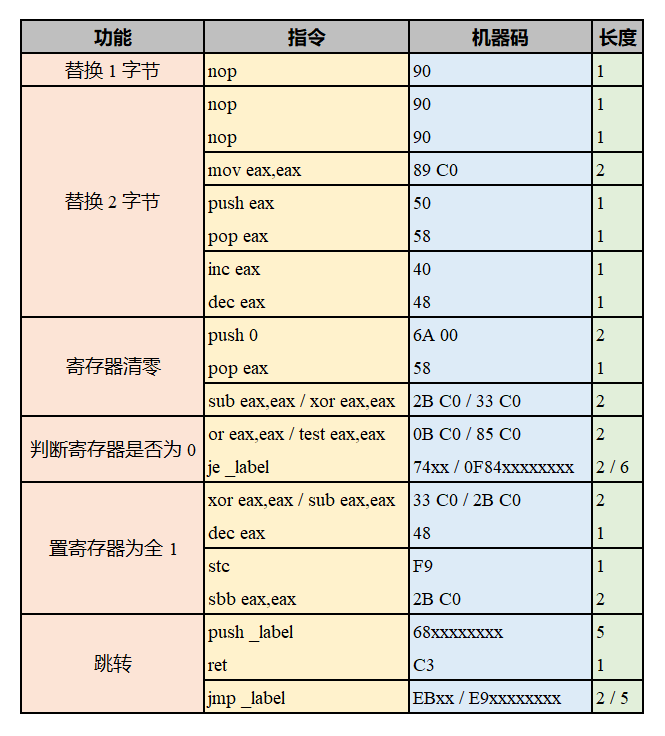 功能 指令 机器码 长度
替换 1 字节 nop 90 1
nop 90 1
nop 90 1
mov eax,eax 89 C0 2
替换 2 字节 push eax 50 1
pop eax 58 1
inc eax 40 1
dec eax 48 1
push 0 6A 00 2
寄存器清零 pop eax 58 1
sub eax,eax / xor eax,eax 2B C0 / 33 C0 2
判断寄存器是否为 0 or eax,eax / test eax,eax 0B C0 / 85 C0 2
je _label 74xx / 0F84xxxxxxxx 2 / 6
xor eax,eax / sub eax,eax 33 C0 / 2B C0 2
置寄存器为全 1 dec eax 48 1
stc F9 1
sbb eax,eax 2B C0 2
push _label 68xxxxxxxx 5
跳转 ret C3 1
jmp _label EBxx / E9xxxxxxxx 2 / 5